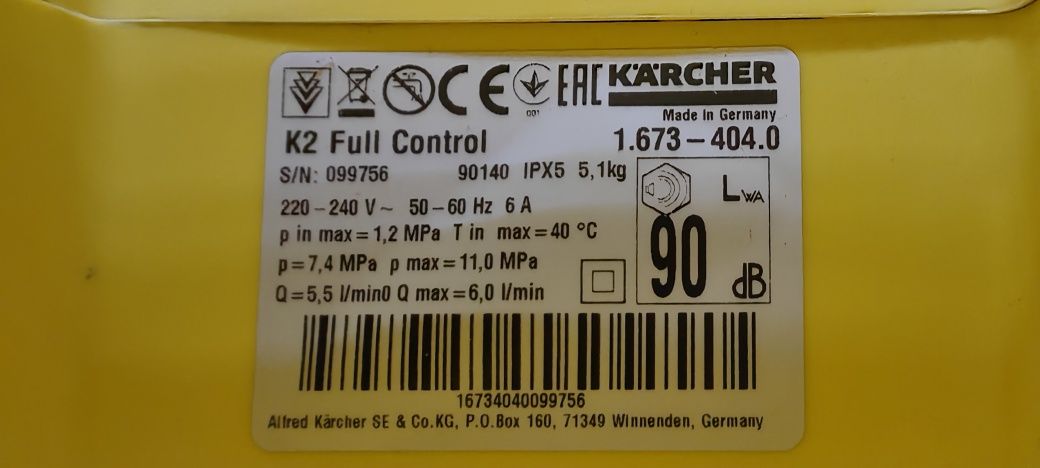 CE 001 EAC KÄRCHER
Made in Germany
K2 Full Control 1.673-404.0
S/N: 099756 90140 IPX5 5,1kg
220-240 V~ 50-60 Hz 6 A
p in max=1,2 MPa T in max=40 °C
p=7,4 MPa p max=11,0 MPa
Q=5,5 l/min0 Q max=6,0 l/min
LWA
90 dB
16734040099756
Alfred Kärcher SE & Co.KG, P.O.Box 160, 71349 Winnenden, Germany